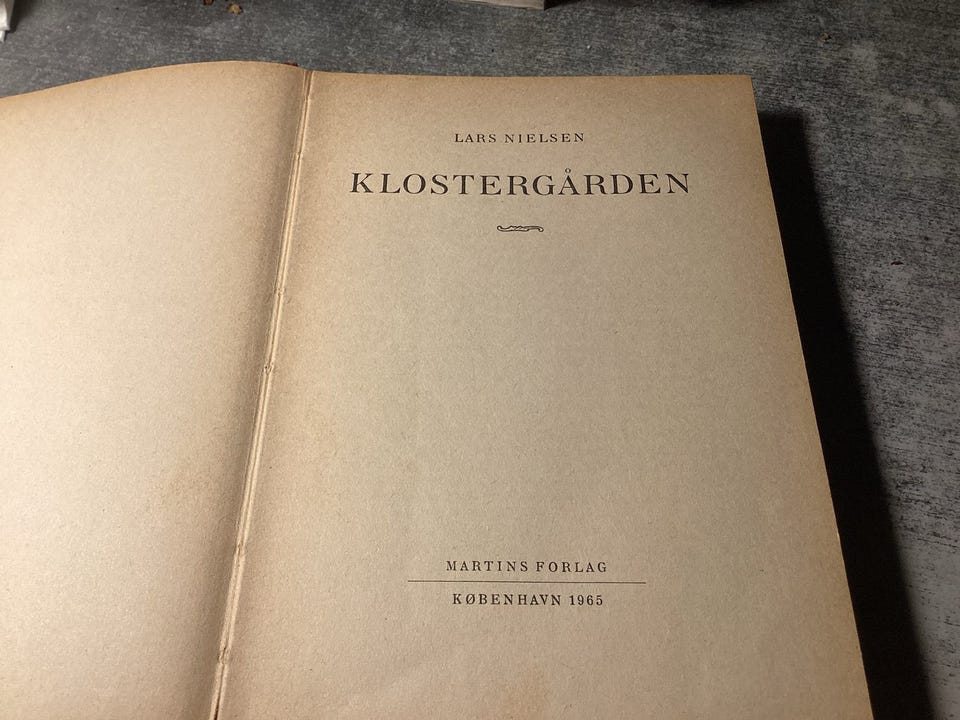 LARS NIELSEN
KLOSTERGÅRDEN
MARTINS FORLAG
KØBENHAVN 1965